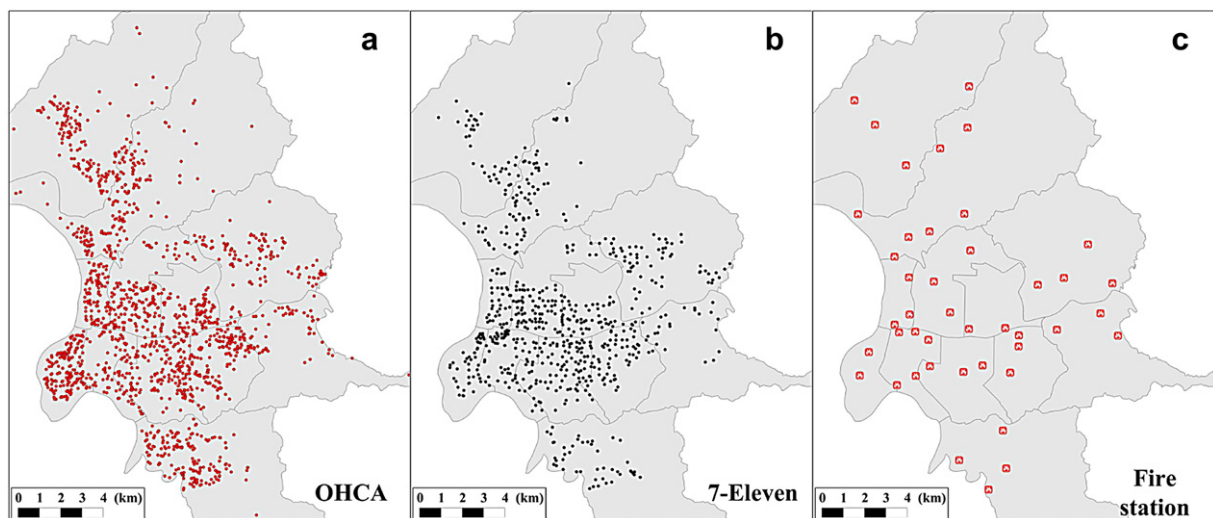 a
b
c
OHCA
7-Eleven
Fire
station
0 1 2 3 4 (km)
0 1 2 3 4 (km)
0 1 2 3 4 (km)